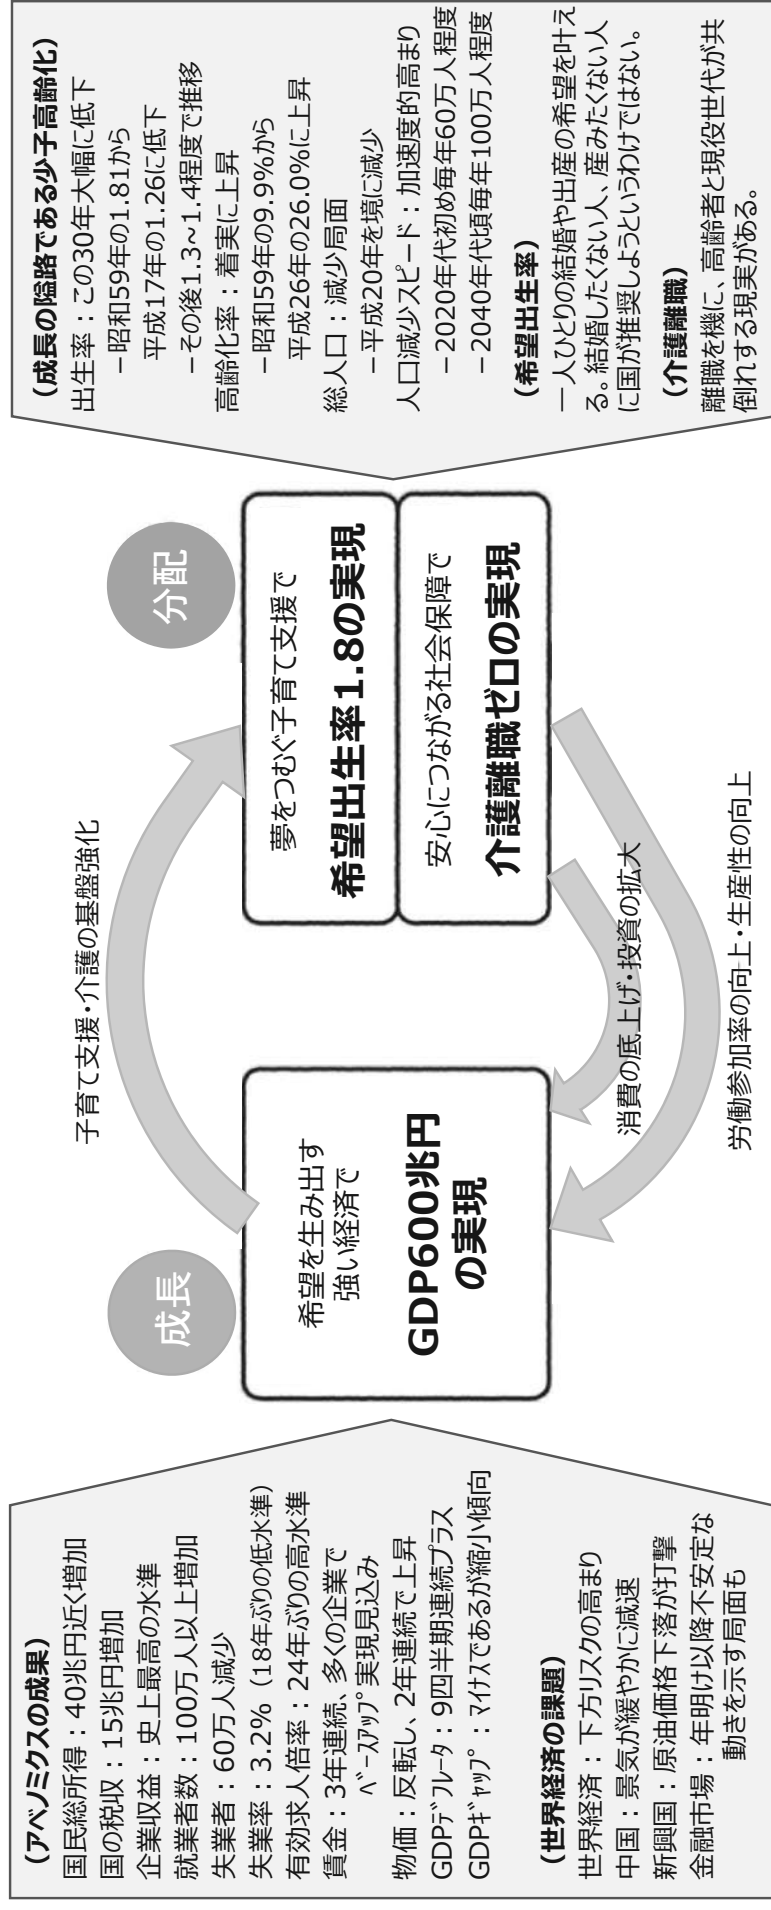 （アベノミクスの成果）
国民総所得：40兆円近く増加
国の税収：15兆円増加
企業収益：史上最高の水準
就業者数：100万人以上増加
失業者：60万人減少
失業率：3.2%（18年ぶりの低水準）
有効求人倍率：24年ぶりの高水準
賃金：3年連続、多くの企業で
ﾍﾞｰｽｱｯﾌﾟ実現見込み
物価：反転し、2年連続で上昇
GDPﾃﾞﾌﾚｰﾀ：9四半期連続プラス
GDPｷﾞｬｯﾌﾟ：ﾏｲﾅｽであるが縮小傾向
（世界経済の課題）
世界経済：下方リスクの高まり
中国：景気が緩やかに減速
新興国：原油価格下落が打撃
金融市場：年明け以降不安定な
動きを示す局面も
成長
希望を生み出す
強い経済で
GDP600兆円
の実現
子育て支援・介護の基盤強化
消費の底上げ・投資の拡大
労働参加率の向上・生産性の向上
分配
夢をつむぐ子育て支援で
希望出生率1.8の実現
安心につながる社会保障で
介護離職ゼロの実現
（成長の隘路である少子高齢化）
出生率：この30年大幅に低下
－昭和59年の1.81から
平成17年の1.26に低下
－その後1.3~1.4程度で推移
高齢化率：着実に上昇
－昭和59年の9.9%から
平成26年の26.0%に上昇
総人口：減少局面
－平成20年を境に減少
人口減少スピード：加速度的高まり
－2020年代初め毎年60万人程度
－2040年代頃毎年100万人程度
（希望出生率）
一人ひとりの結婚や出産の希望を叶え
る。結婚したくない人、産みたくない人
に国が推奨しようというわけではない。
（介護離職）
離職を機に、高齢者と現役世代が共
倒れする現実がある。